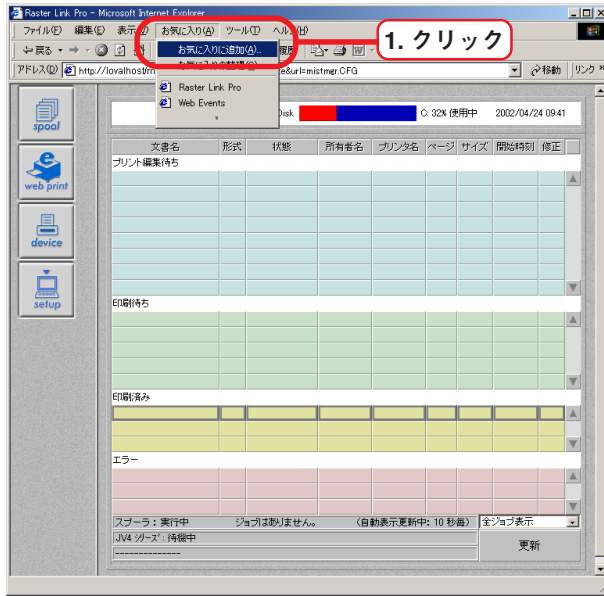 Raster Link Pro - Microsoft Internet Explorer
ファイル(F) 編集(E) 表示(V) お気に入り(A) ツール(T) ヘルプ(H)
戻る
お気に入りに追加(A)...
1. クリック
アドレス(D) http://
e&url=mistmgr.CFG
移動 リンク »
Raster Link Pro
Web Events
Disk C: 32% 使用中 2002/04/24 09:41
spool
web print
device
setup
文書名 形式 状態 所有者名 プリンタ名 ページ サイズ 開始時刻 修正
プリント編集待ち
印刷待ち
印刷済み
エラー
スプーラ：実行中 ジョブはありません。 (自動表示更新中: 10 秒毎) 全ジョブ表示
JV4 シリーズ：待機中
--------------
更新